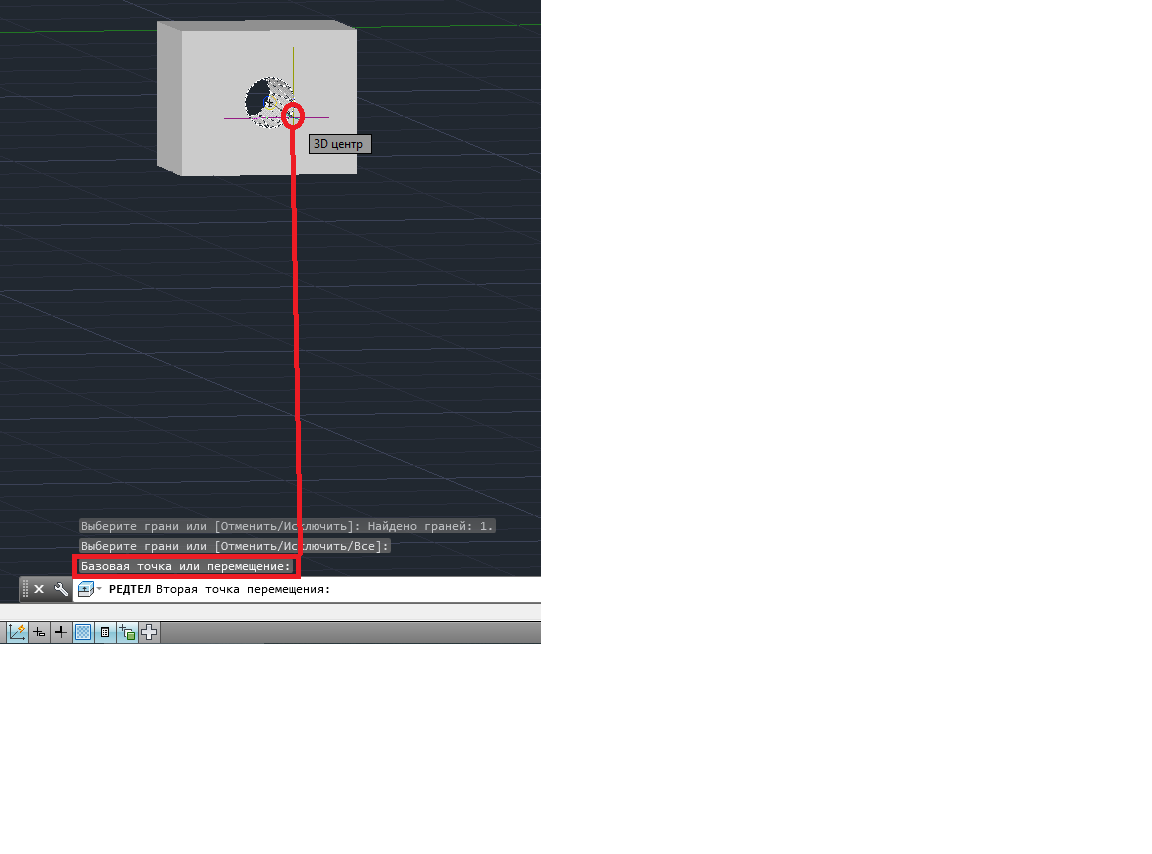 3D центр
Выберите грани или [Отменить/Исключить]: Найдено граней: 1.
Выберите грани или [Отменить/Исключить/Все]:
Базовая точка или перемещение:
РЕДТЕЛ Вторая точка перемещения: